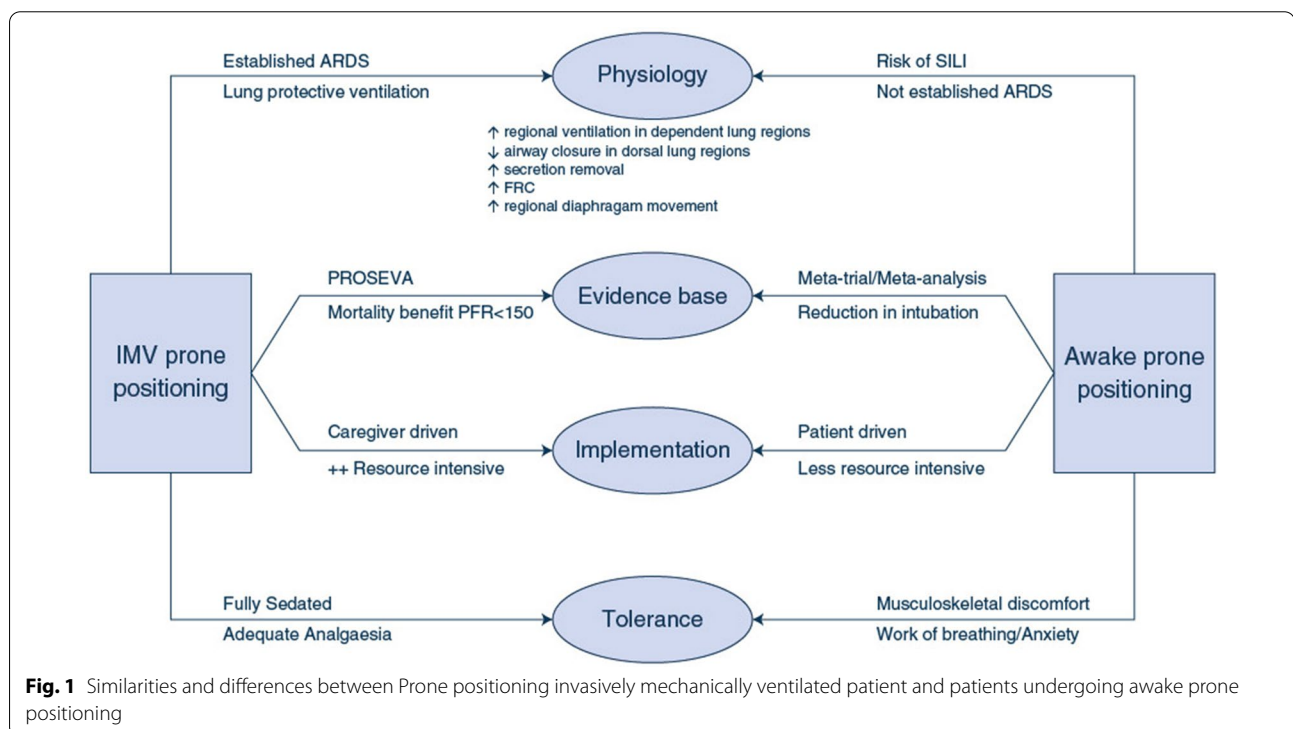 Established ARDS
Lung protective ventilation
Physiology
Risk of SILI
Not established ARDS
↑ regional ventilation in dependent lung regions
↓ airway closure in dorsal lung regions
↑ secretion removal
↑ FRC
↑ regional diaphragam movement
IMV prone
positioning
PROSEVA
Mortality benefit PFR<150
Evidence base
Meta-trial/Meta-analysis
Reduction in intubation
Awake prone
positioning
Caregiver driven
++ Resource intensive
Implementation
Patient driven
Less resource intensive
Fully Sedated
Adequate Analgaesia
Tolerance
Musculoskeletal discomfort
Work of breathing/Anxiety
Fig. 1 Similarities and differences between Prone positioning invasively mechanically ventilated patient and patients undergoing awake prone
positioning